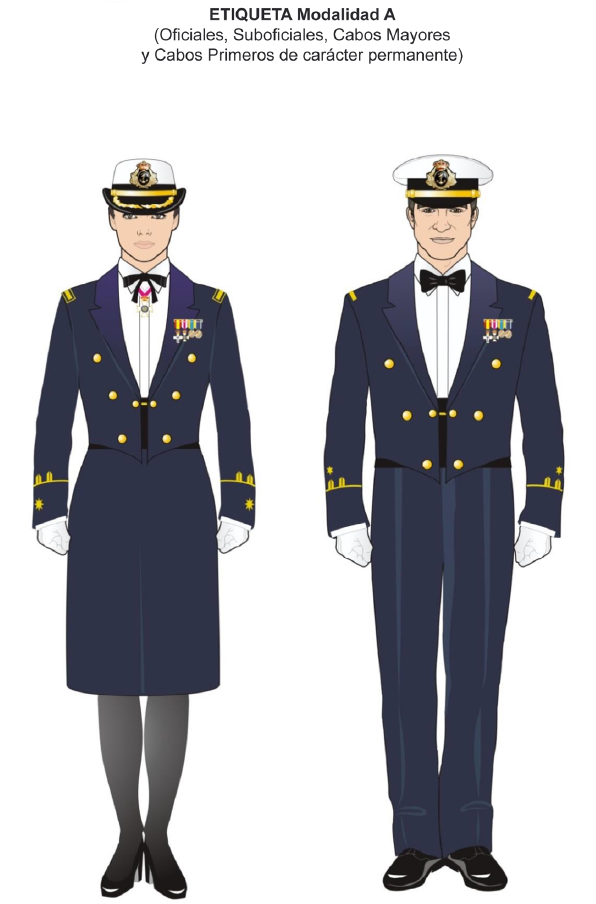 ETIQUETA Modalidad A
(Oficiales, Suboficiales, Cabos Mayores
y Cabos Primeros de carácter permanente)